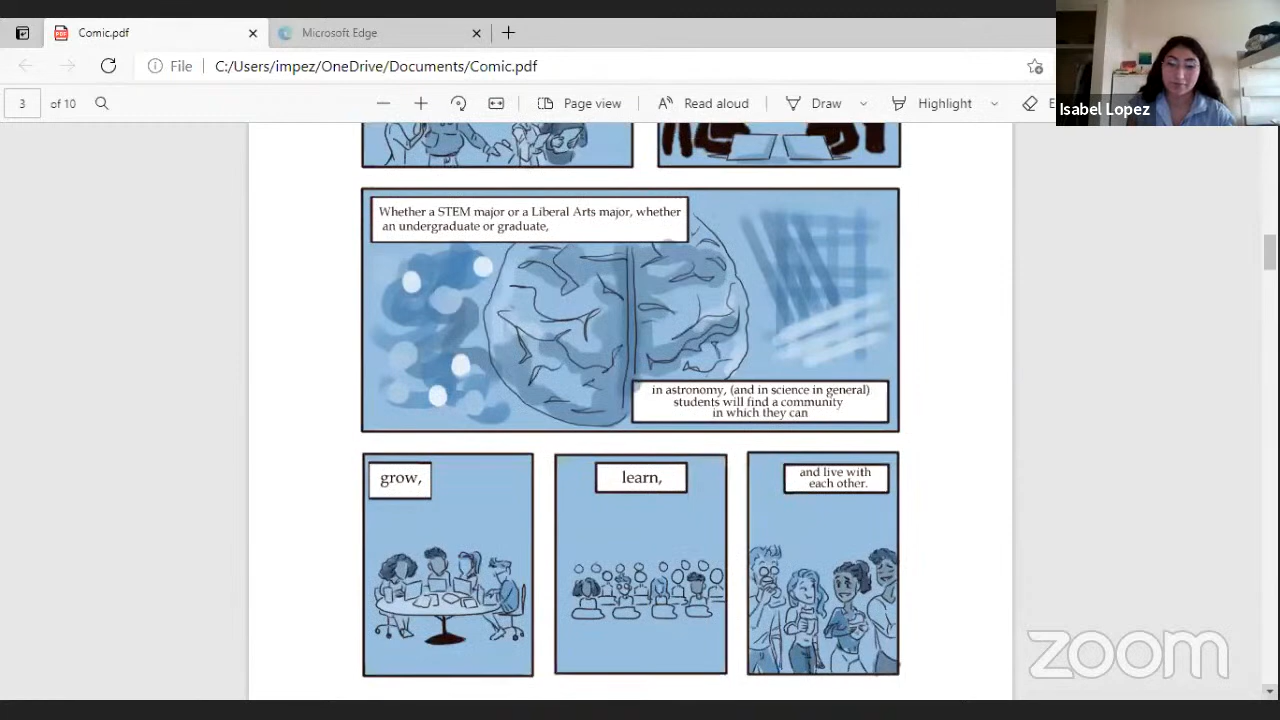 Comic.pdf
Microsoft Edge
File
C:/Users/impez/OneDrive/Documents/Comic.pdf
3 of 10
Page view
Read aloud
Draw
Highlight
E
Isabel Lopez
Whether a STEM major or a Liberal Arts major, whether
an undergraduate or graduate,
in astronomy, (and in science in general)
students will find a community
in which they can
grow,
learn,
and live with
each other.
zoom